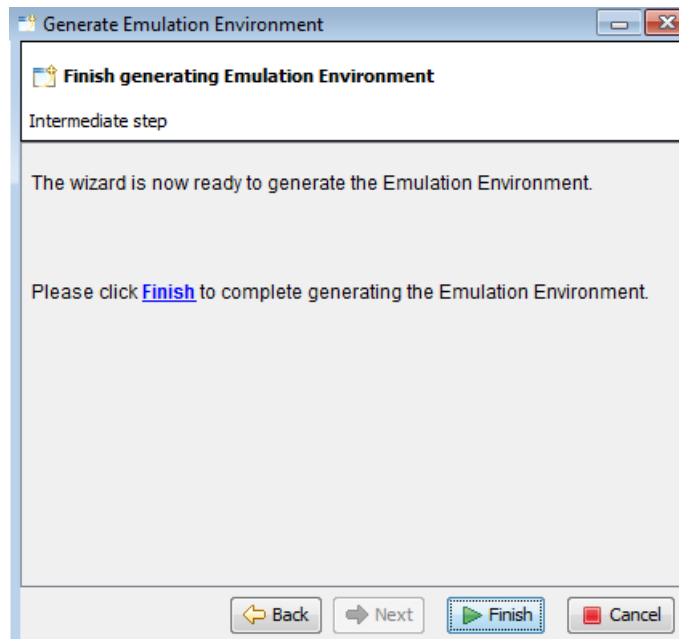 Generate Emulation Environment
Finish generating Emulation Environment
Intermediate step
The wizard is now ready to generate the Emulation Environment.
Please click Finish to complete generating the Emulation Environment.
Back Next Finish Cancel